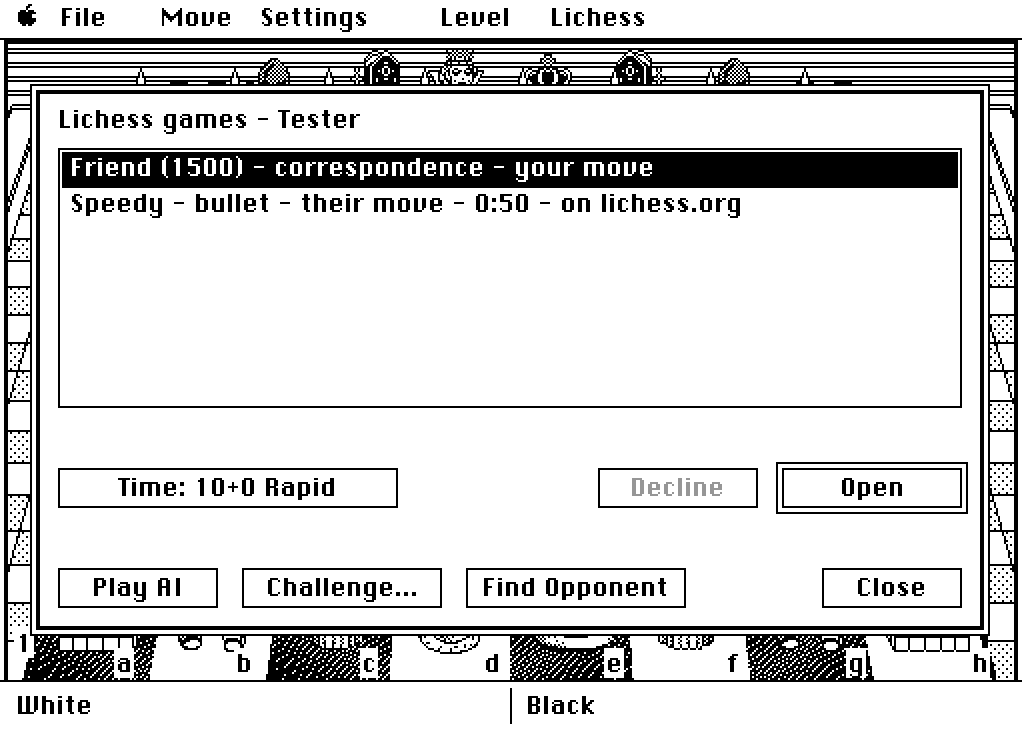 File Move Settings Level Lichess
Lichess games - Tester
Friend (1500) - correspondence - your move
Speedy - bullet - their move - 0:50 - on lichess.org
Time: 10+0 Rapid Decline Open
Play AI Challenge... Find Opponent Close
1
a b c d e f g h
White Black